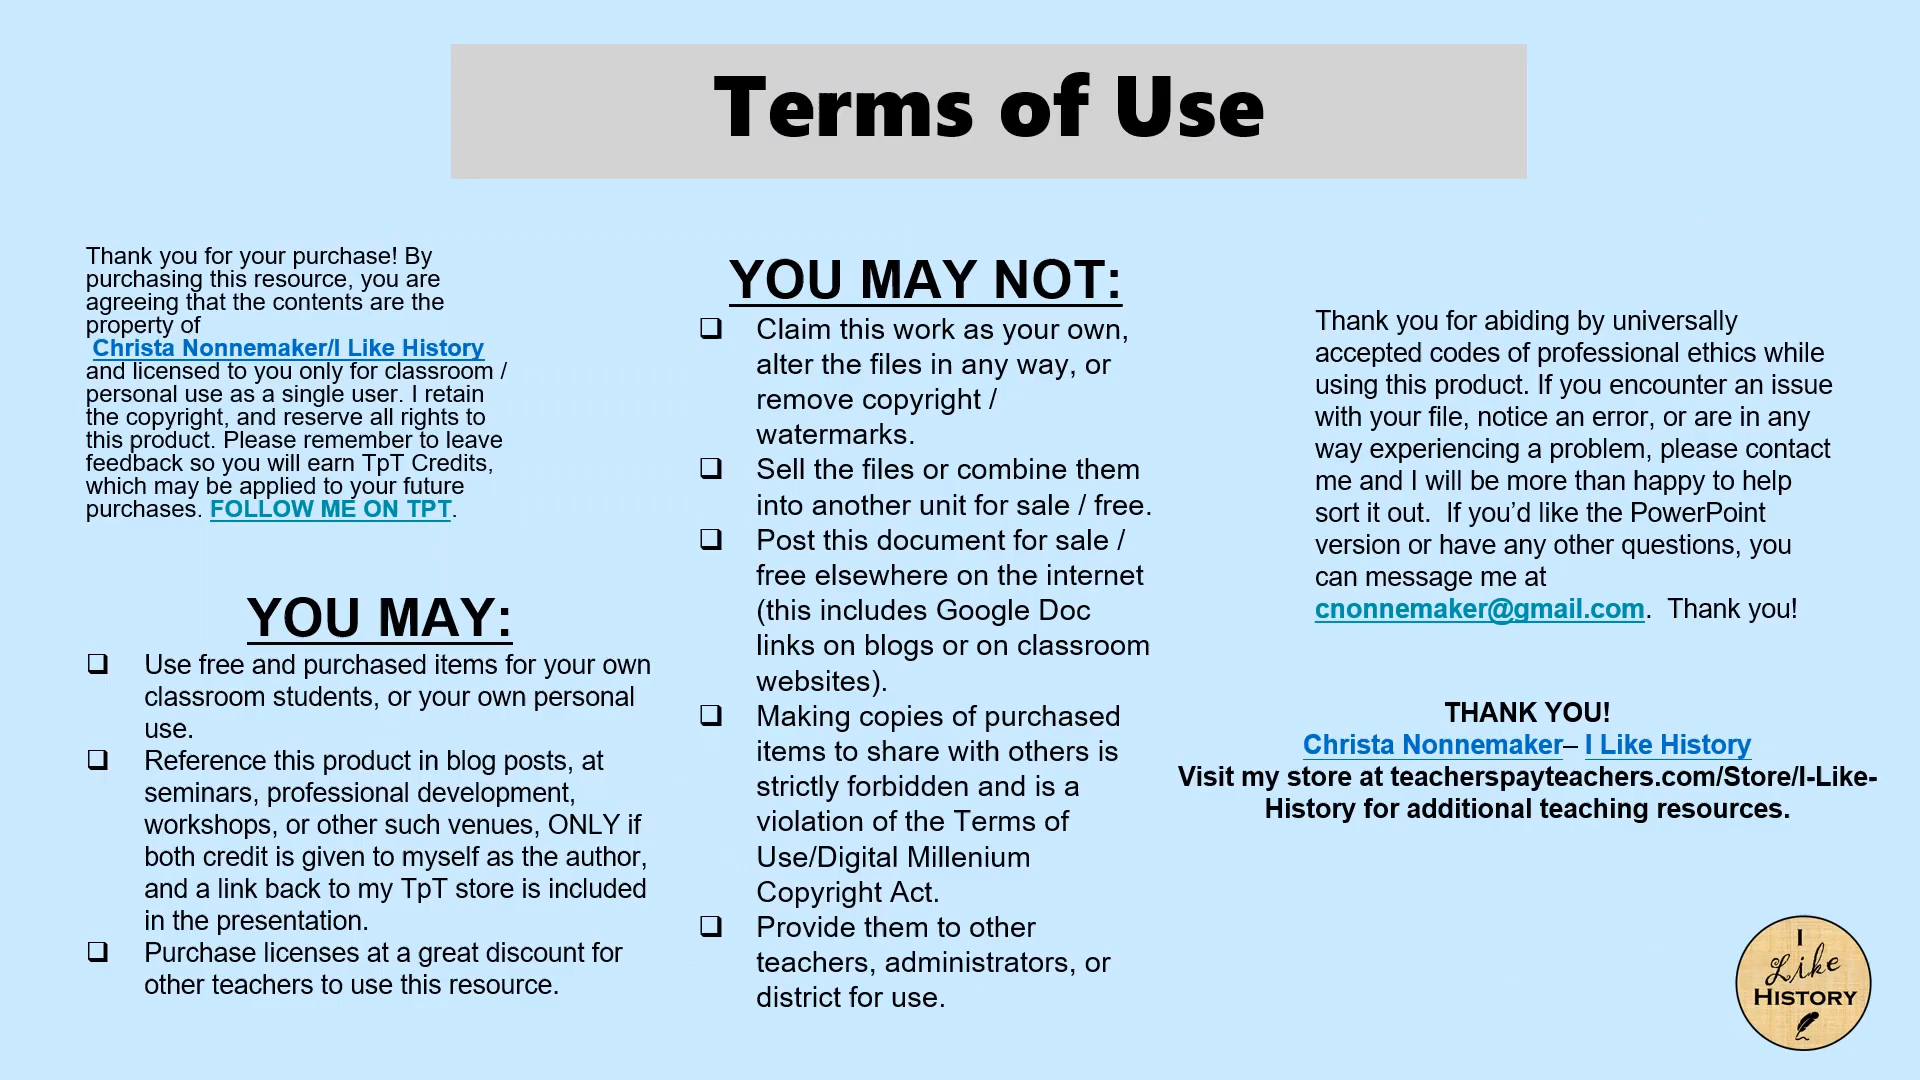 Terms of Use
Thank you for your purchase! By
purchasing this resource, you are
agreeing that the contents are the
property of
Christa Nonnemaker/I Like History
and licensed to you only for classroom /
personal use as a single user. I retain
the copyright, and reserve all rights to
this product. Please remember to leave
feedback so you will earn TpT Credits,
which may be applied to your future
purchases. FOLLOW ME ON TPT.
YOU MAY:
❑ Use free and purchased items for your own
classroom students, or your own personal
use.
❑ Reference this product in blog posts, at
seminars, professional development,
workshops, or other such venues, ONLY if
both credit is given to myself as the author,
and a link back to my TpT store is included
in the presentation.
❑ Purchase licenses at a great discount for
other teachers to use this resource.
YOU MAY NOT:
❑ Claim this work as your own,
alter the files in any way, or
remove copyright /
watermarks.
❑ Sell the files or combine them
into another unit for sale / free.
❑ Post this document for sale /
free elsewhere on the internet
(this includes Google Doc
links on blogs or on classroom
websites).
❑ Making copies of purchased
items to share with others is
strictly forbidden and is a
violation of the Terms of
Use/Digital Millenium
Copyright Act.
❑ Provide them to other
teachers, administrators, or
district for use.
Thank you for abiding by universally
accepted codes of professional ethics while
using this product. If you encounter an issue
with your file, notice an error, or are in any
way experiencing a problem, please contact
me and I will be more than happy to help
sort it out.  If you’d like the PowerPoint
version or have any other questions, you
can message me at
cnonnemaker@gmail.com.  Thank you!
THANK YOU!
Christa Nonnemaker– I Like History
Visit my store at teacherspayteachers.com/Store/I-Like-
History for additional teaching resources.
I
Like
HISTORY